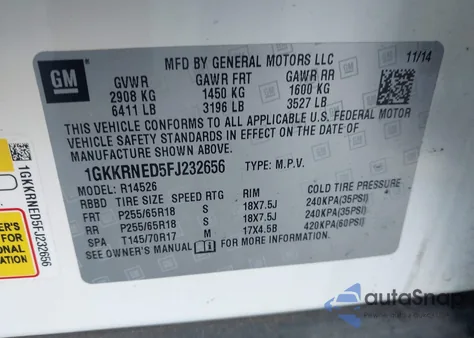 GM
MFD BY GENERAL MOTORS LLC 11/14
GVWR GAWR FRT GAWR RR
2908 KG 1450 KG 1600 KG
6411 LB 3196 LB 3527 LB
THIS VEHICLE CONFORMS TO ALL APPLICABLE U.S. FEDERAL MOTOR
VEHICLE SAFETY STANDARDS IN EFFECT ON THE DATE OF
MANUFACTURE SHOWN ABOVE.
1GKKRNED5FJ232656 TYPE: M.P.V.
MODEL: R14526
RBBD TIRE SIZE SPEED RTG RIM COLD TIRE PRESSURE
FRT P255/65R18 S 18X7.5J 240KPA(35PSI)
RR P255/65R18 S 18X7.5J 240KPA(35PSI)
SPA T145/70R17 M 17X4.5B 420KPA(60PSI)
SEE OWNER'S MANUAL FOR ADDITIONAL INFORMATION.
1GKKRNED5FJ232656
autoSnap